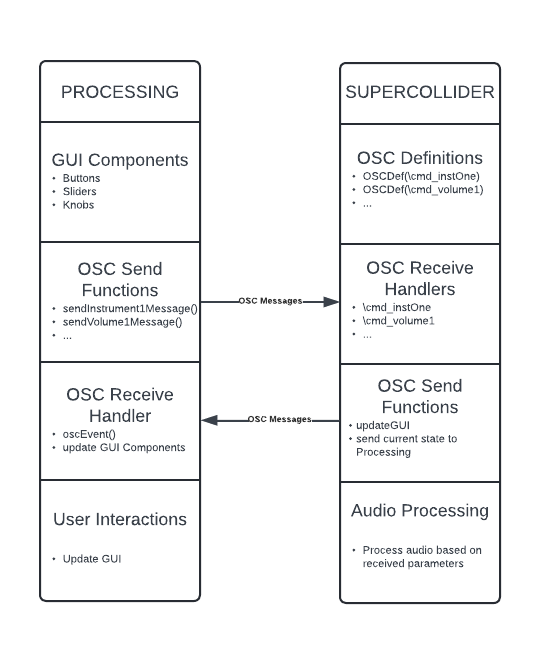 PROCESSING
GUI Components
• Buttons
• Sliders
• Knobs
OSC Send
Functions
• sendInstrument1Message()
• sendVolume1Message()
• ...
OSC Receive
Handler
• oscEvent()
• update GUI Components
User Interactions
• Update GUI
OSC Messages
OSC Messages
SUPERCOLLIDER
OSC Definitions
• OSCDef(\cmd_instOne)
• OSCDef(\cmd_volume1)
• ...
OSC Receive
Handlers
• \cmd_instOne
• \cmd_volume1
• ...
OSC Send
Functions
• updateGUI
• send current state to
Processing
Audio Processing
• Process audio based on
received parameters